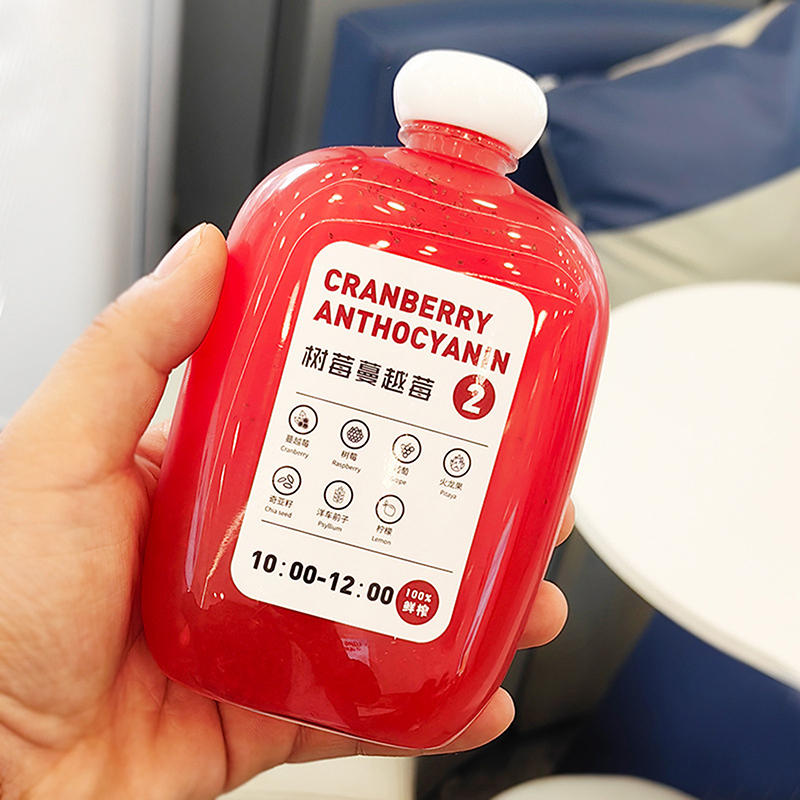 CRANBERRY
ANTHOCYANIN
树莓蔓越莓 2
蔓越莓 树莓 葡萄 火龙果
Cranberry Raspberry Grape Pitaya
奇亚籽 洋车前子 柠檬
Chia seed Psyllium Lemon
10:00-12:00
100%
鲜榨